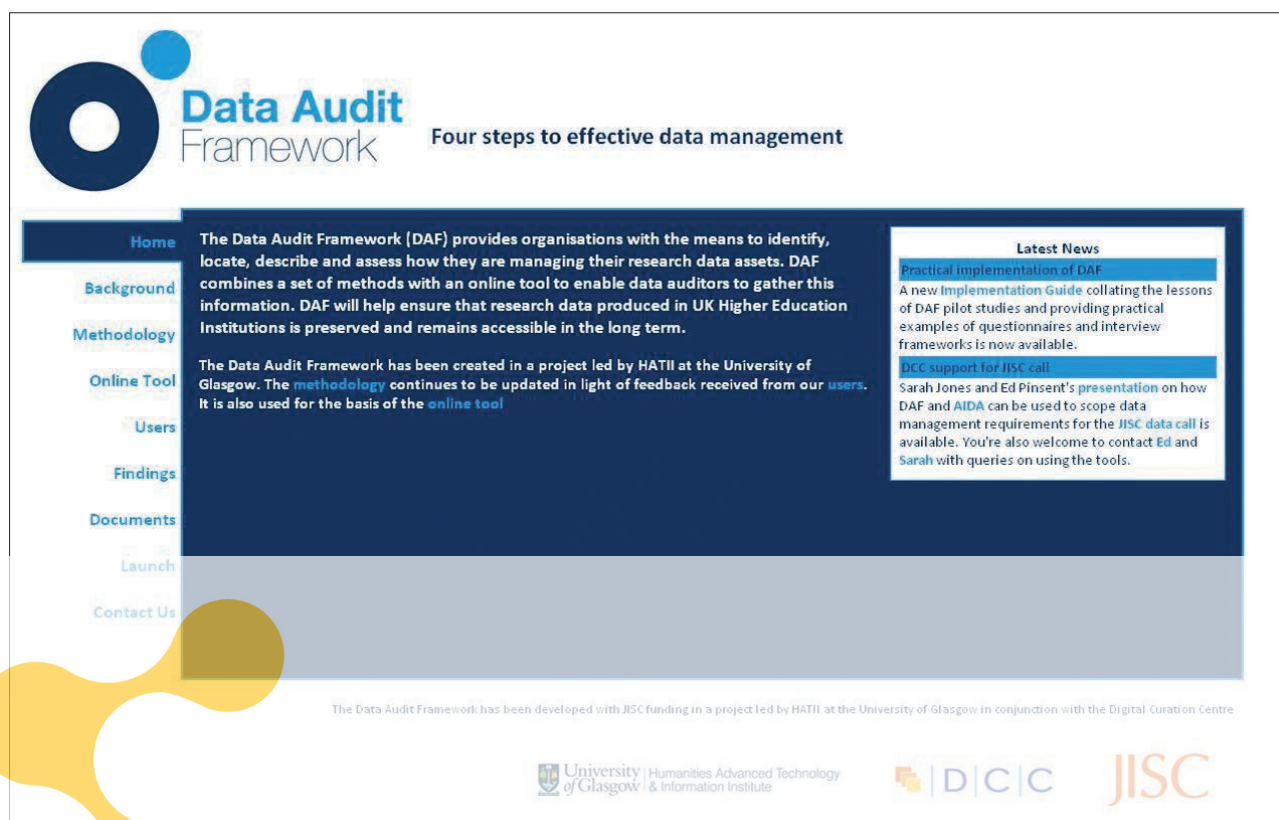 Data Audit
Framework
Four steps to effective data management
Home
Background
Methodology
Online Tool
Users
Findings
Documents
Launch
Contact Us
The Data Audit Framework (DAF) provides organisations with the means to identify,
locate, describe and assess how they are managing their research data assets. DAF
combines a set of methods with an online tool to enable data auditors to gather this
information. DAF will help ensure that research data produced in UK Higher Education
Institutions is preserved and remains accessible in the long term.
The Data Audit Framework has been created in a project led by HATII at the University of
Glasgow. The methodology continues to be updated in light of feedback received from our users.
It is also used for the basis of the online tool
Latest News
Practical implementation of DAF
A new Implementation Guide collating the lessons
of DAF pilot studies and providing practical
examples of questionnaires and interview
frameworks is now available.
DCC support for JISC call
Sarah Jones and Ed Pinsent's presentation on how
DAF and AIDA can be used to scope data
management requirements for the JISC data call is
available. You're also welcome to contact Ed and
Sarah with queries on using the tools.
The Data Audit Framework has been developed with JISC funding in a project led by HATII at the University of Glasgow in conjunction with the Digital Curation Centre
University of Glasgow
Humanities Advanced Technology
& Information Institute
D|C|C
JISC